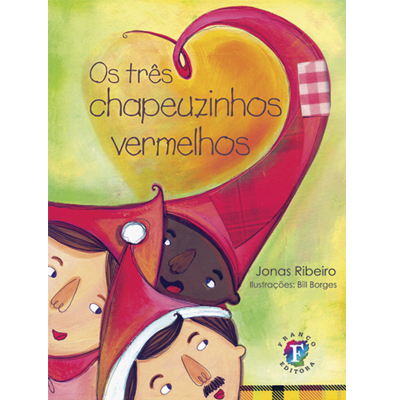 Os três
chapeuzinhos
vermelhos
Jonas Ribeiro
Ilustrações: Bill Borges
FRANCO
F
EDITORA